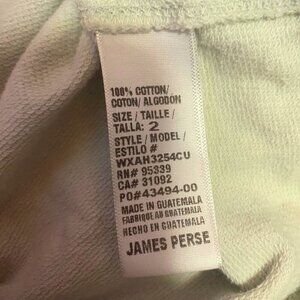 100% COTTON/
COTON/ ALGODON
SIZE / TAILLE /
TALLA: 2
STYLE / MODEL /
ESTILO #
WXAH3254CU
RN# 95339
CA# 31092
PO#43494-00
MADE IN GUATEMALA
FABRIQUE AU GUATEMALA
HECHO EN GUATEMALA
JAMES PERSE